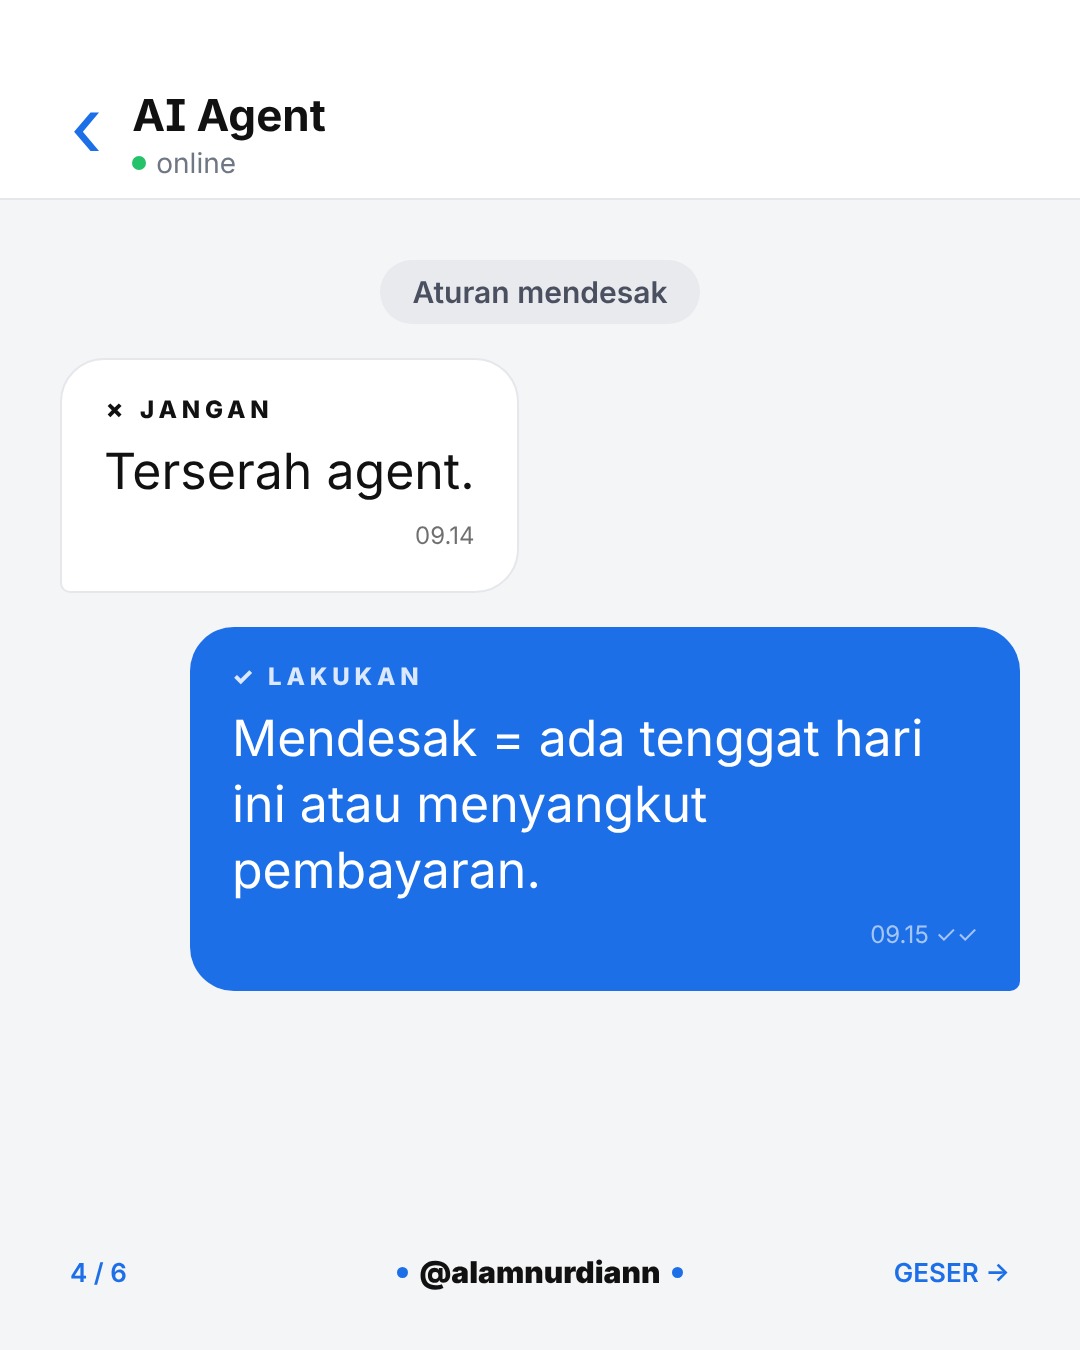 AI Agent
online
Aturan mendesak
× JANGAN
Terserah agent.
09.14
✓ LAKUKAN
Mendesak = ada tenggat hari
ini atau menyangkut
pembayaran.
09.15 ✓✓
4 / 6
• @alamnurdiann •
GESER →